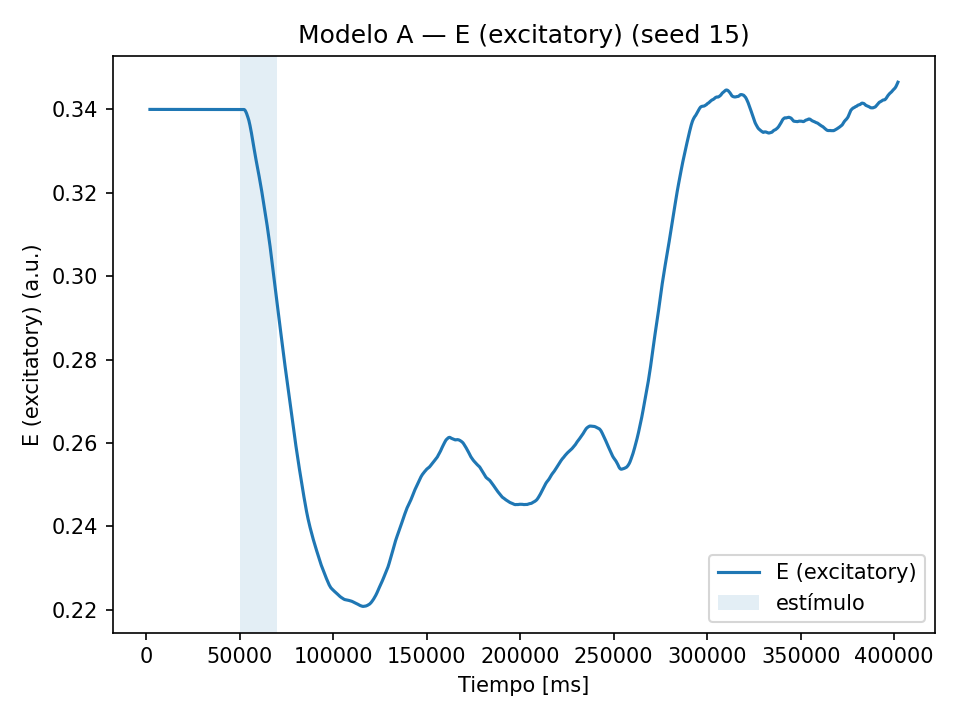 Modelo A — E (excitatory) (seed 15)
E (excitatory) (a.u.)
0.34
0.32
0.30
0.28
0.26
0.24
0.22
E (excitatory)
estímulo
0 50000 100000 150000 200000 250000 300000 350000 400000
Tiempo [ms]